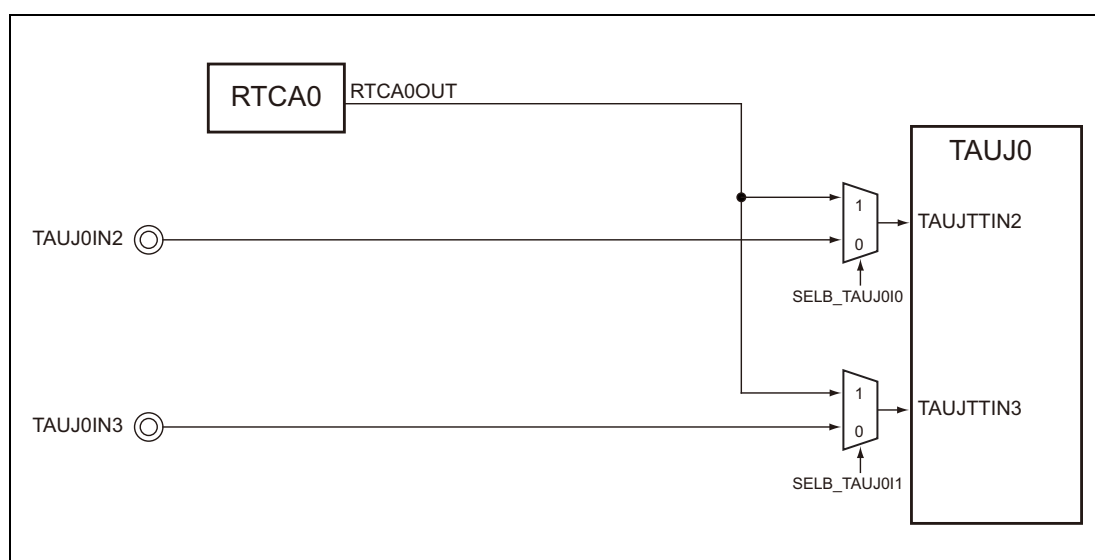 RTCA0
RTCA0OUT
TAUJ0
1
TAUJTTIN2
TAUJ0IN2
0
SELB_TAUJ0I0
1
TAUJTTIN3
TAUJ0IN3
0
SELB_TAUJ0I1